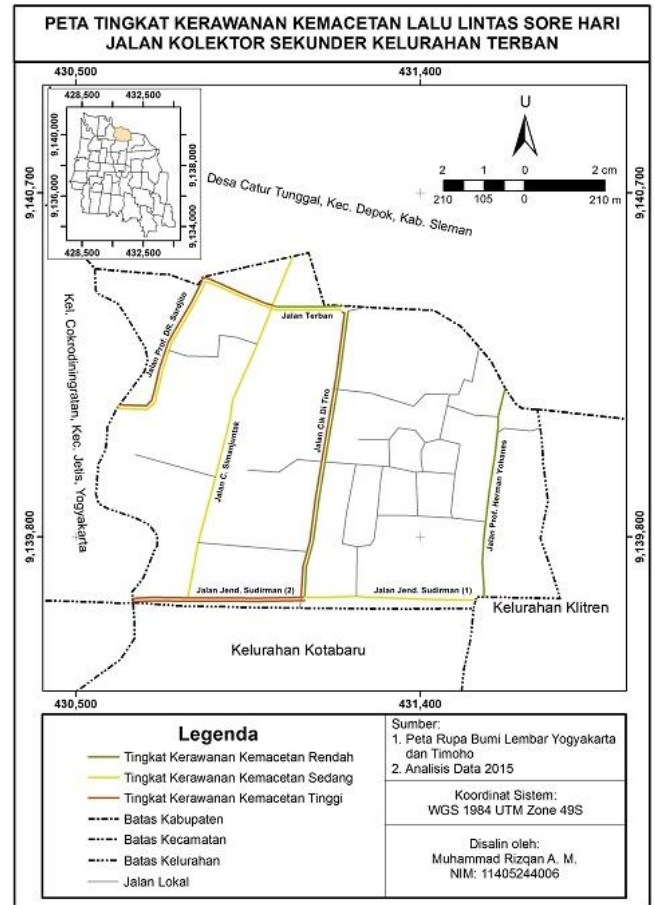 PETA TINGKAT KERAWANAN KEMACETAN LALU LINTAS SORE HARI
JALAN KOLEKTOR SEKUNDER KELURAHAN TERBAN
430,500
431,400
428,500
432,500
9,140,000
9,136,000
9,138,000
9,134,000
428,500
432,500
U
2 1 0 2 cm
210 105 0 210 m
9,140,700
9,140,700
Desa Catur Tunggal, Kec. Depok, Kab. Sleman
Kel. Cokrodiningratan, Kec. Jetis, Yogyakarta
Jalan Prof. DR. Sardjito
Jalan Terban
Jalan Cik Di Tiro
Jalan C. Simanjuntak
Jalan Prof. Herman Yohanes
9,139,800
9,139,800
Jalan Jend. Sudirman (2)
Jalan Jend. Sudirman (1)
Kelurahan Klitren
Kelurahan Kotabaru
430,500
431,400
Legenda
Tingkat Kerawanan Kemacetan Rendah
Tingkat Kerawanan Kemacetan Sedang
Tingkat Kerawanan Kemacetan Tinggi
Batas Kabupaten
Batas Kecamatan
Batas Kelurahan
Jalan Lokal
Sumber:
1. Peta Rupa Bumi Lembar Yogyakarta
dan Timoho
2. Analisis Data 2015
Koordinat Sistem:
WGS 1984 UTM Zone 49S
Disalin oleh:
Muhammad Rizqan A. M.
NIM: 11405244006